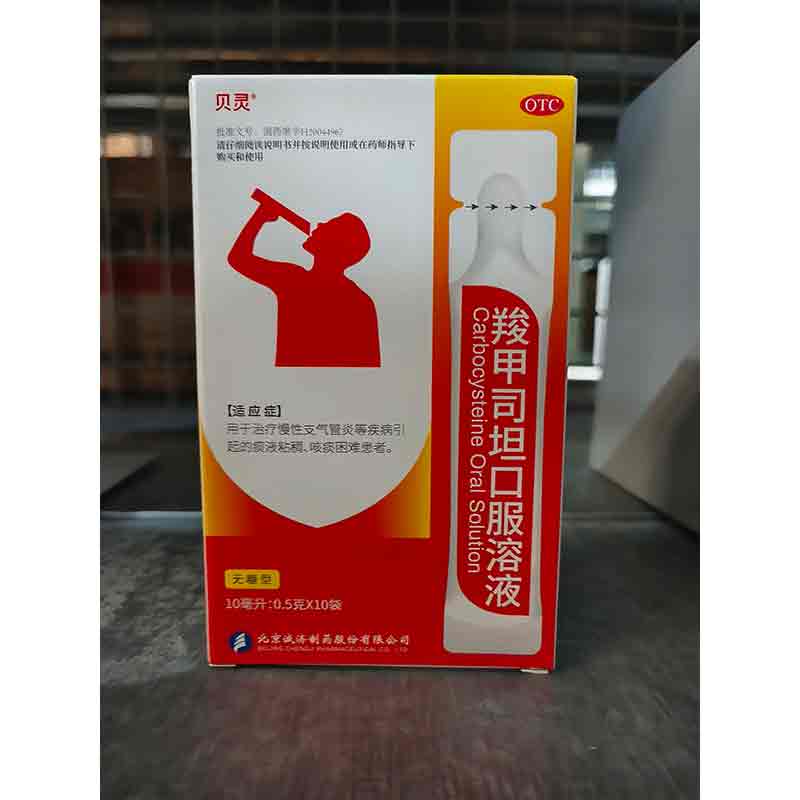 贝灵®
OTC
批准文号：国药准字H20044967
请仔细阅读说明书并按说明使用或在药师指导下
购买和使用
【适应症】
用于治疗慢性支气管炎等疾病引
起的痰液粘稠、咳痰困难患者。
羧甲司坦口服溶液
Carbocysteine Oral Solution
无糖型
10毫升:0.5克X10袋
北京诚济制药股份有限公司
BEIJING CHENGJI PHARMACEUTICAL CO., LTD